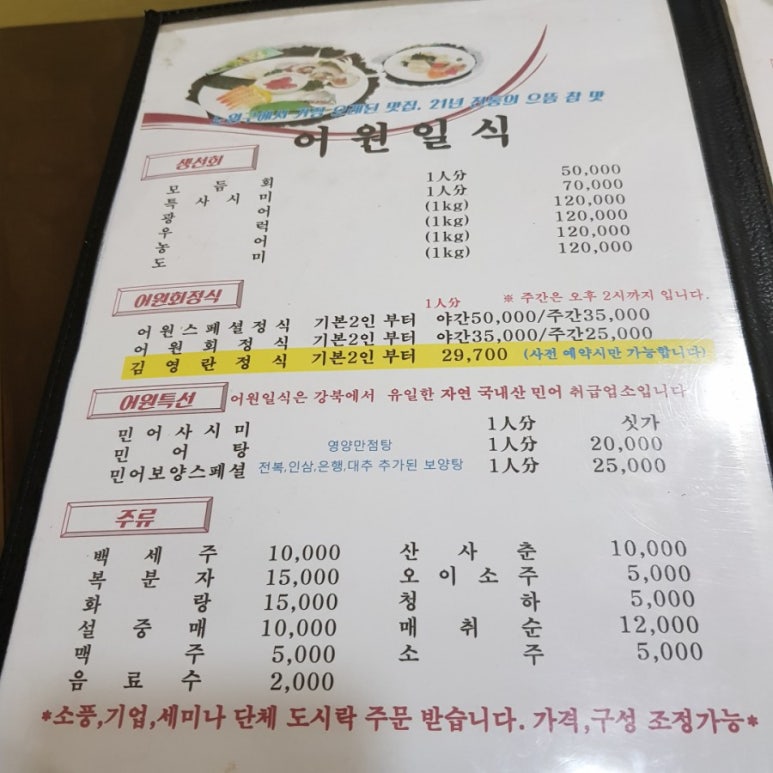 노원구에서 가장 오래된 맛집. 21년 전통의 으뜸 참 맛
어원일식
생선회
모듬회 1人分 50,000
특사시미 1人分 70,000
광어 (1kg) 120,000
우럭 (1kg) 120,000
농어 (1kg) 120,000
도미 (1kg) 120,000
어원회정식
1人分 ※ 주간은 오후 2시까지 입니다.
어원스페셜정식 기본2인 부터 야간50,000/주간35,000
어원회정식 기본2인 부터 야간35,000/주간25,000
김영란정식 기본2인 부터 29,700 (사전 예약시만 가능합니다)
어원특선 어원일식은 강북에서 유일한 자연 국내산 민어 취급업소입니다
민어사시미 1人分 싯가
민어탕 영양만점탕 1人分 20,000
민어보양스페셜 전복,인삼,은행,대추 추가된 보양탕 1人分 25,000
주류
백세주 10,000 산사춘 10,000
복분자 15,000 오이소주 5,000
화랑 15,000 청하 5,000
설중매 10,000 매취순 12,000
맥주 5,000 소주 5,000
음료수 2,000
*소풍,기업,세미나 단체 도시락 주문 받습니다. 가격,구성 조정가능*